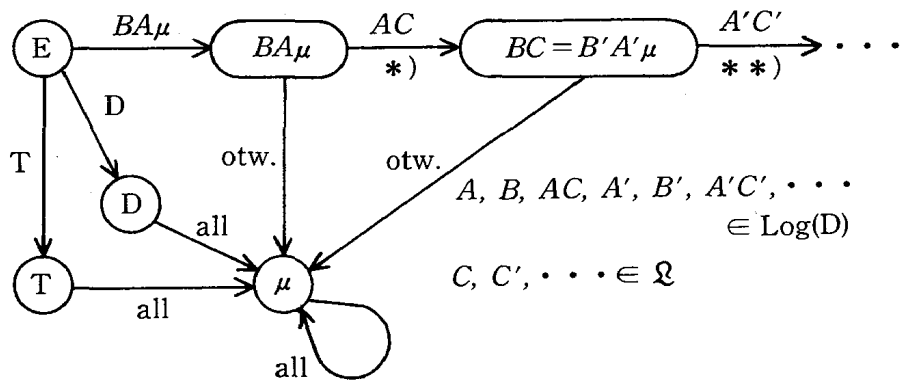 E BAμ BAμ AC *) BC = B′A′μ A′C′ **) · · ·
T D otw. otw.
A, B, AC, A′, B′, A′C′, · · ·
∈ Log(D)
D all
C, C′, · · · ∈ 𝔏
T all μ
all